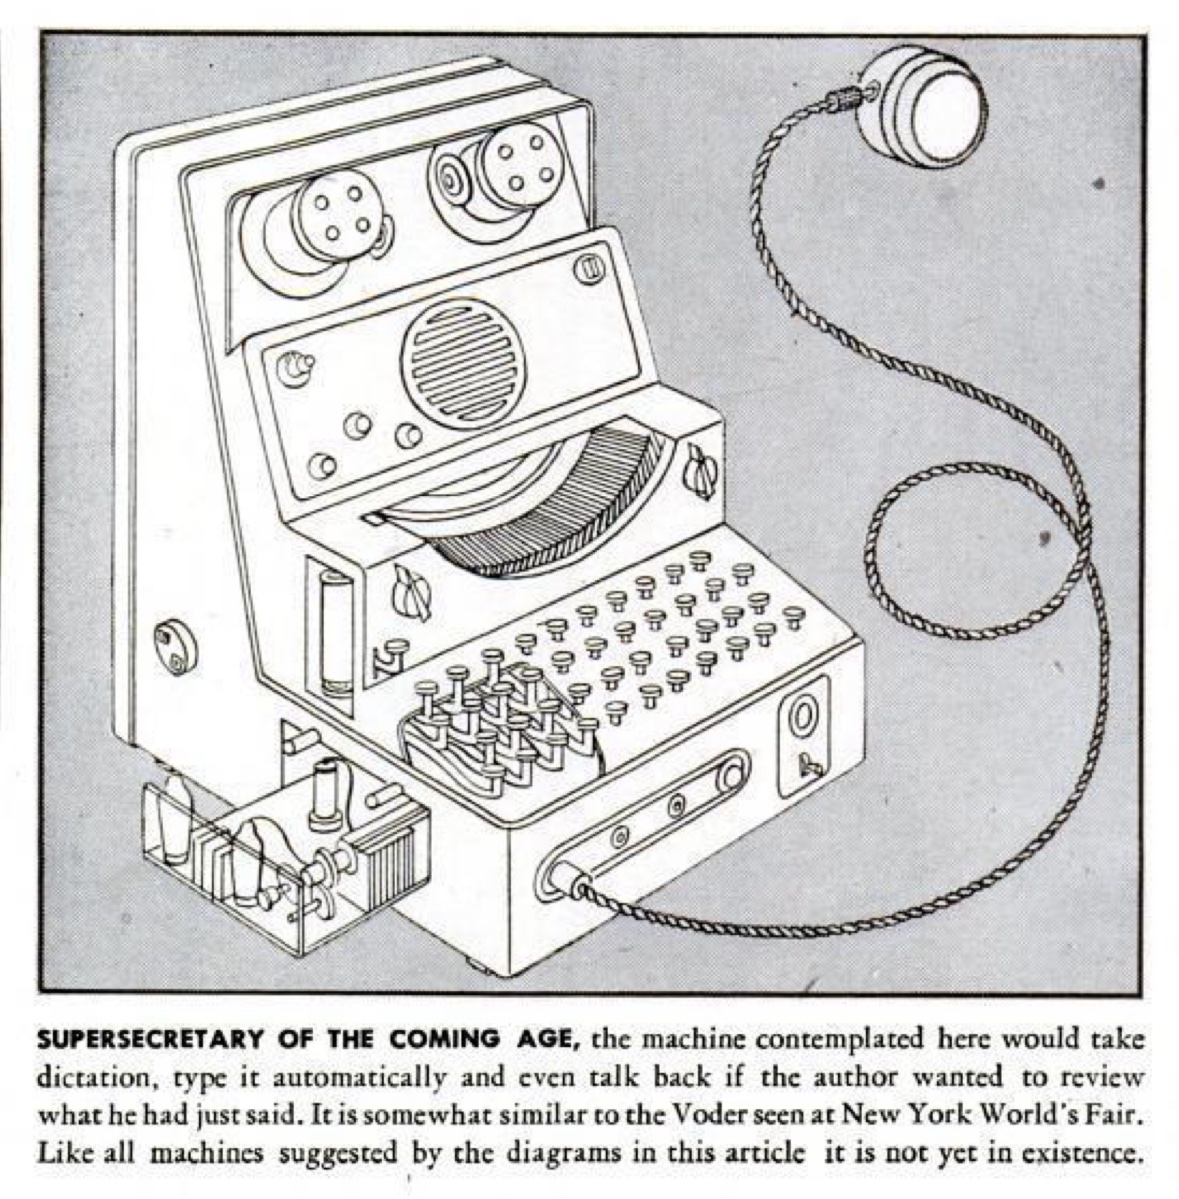 SUPERSECRETARY OF THE COMING AGE, the machine contemplated here would take
dictation, type it automatically and even talk back if the author wanted to review
what he had just said. It is somewhat similar to the Voder seen at New York World's Fair.
Like all machines suggested by the diagrams in this article it is not yet in existence.